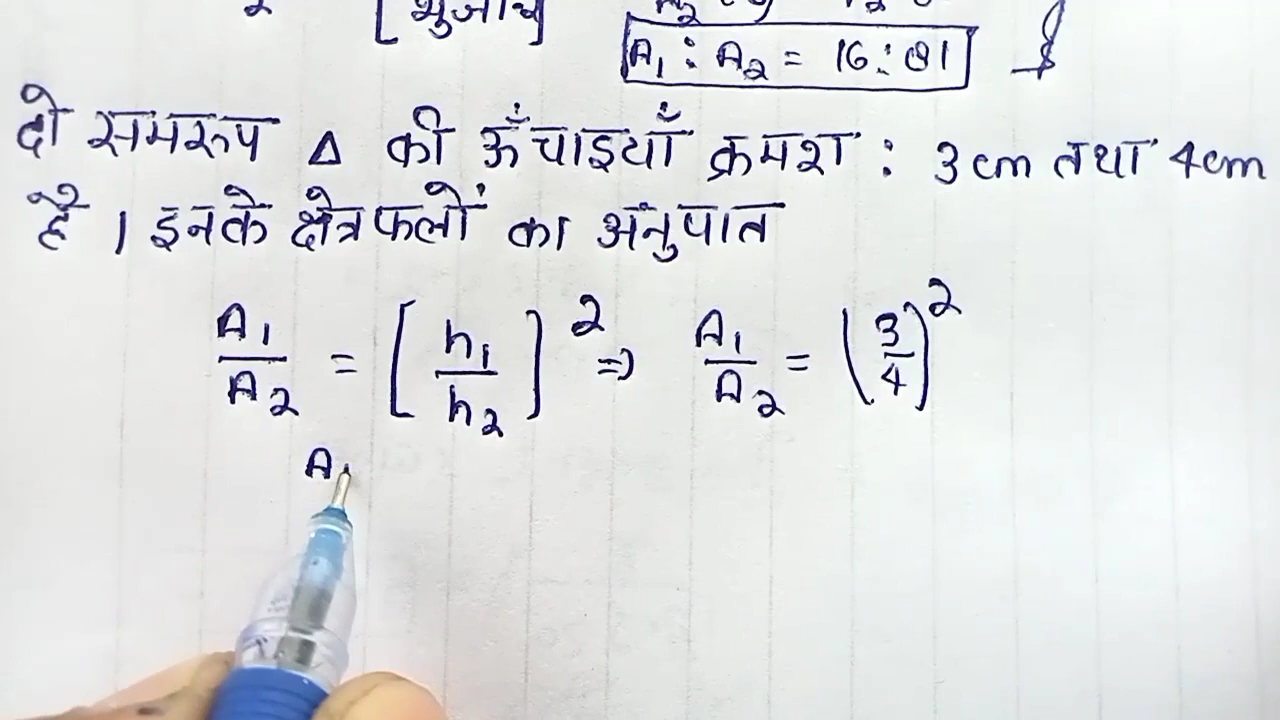 2 [भुजाय]
A₁ : A₂ = 16 : 81
दो समरूप Δ की ऊँचाइयाँ क्रमश : 3 cm तथा 4 cm
है । इनके क्षेत्रफलों का अनुपात
A₁/A₂ = [h₁/h₂]² ⇒ A₁/A₂ = (3/4)²
A₁